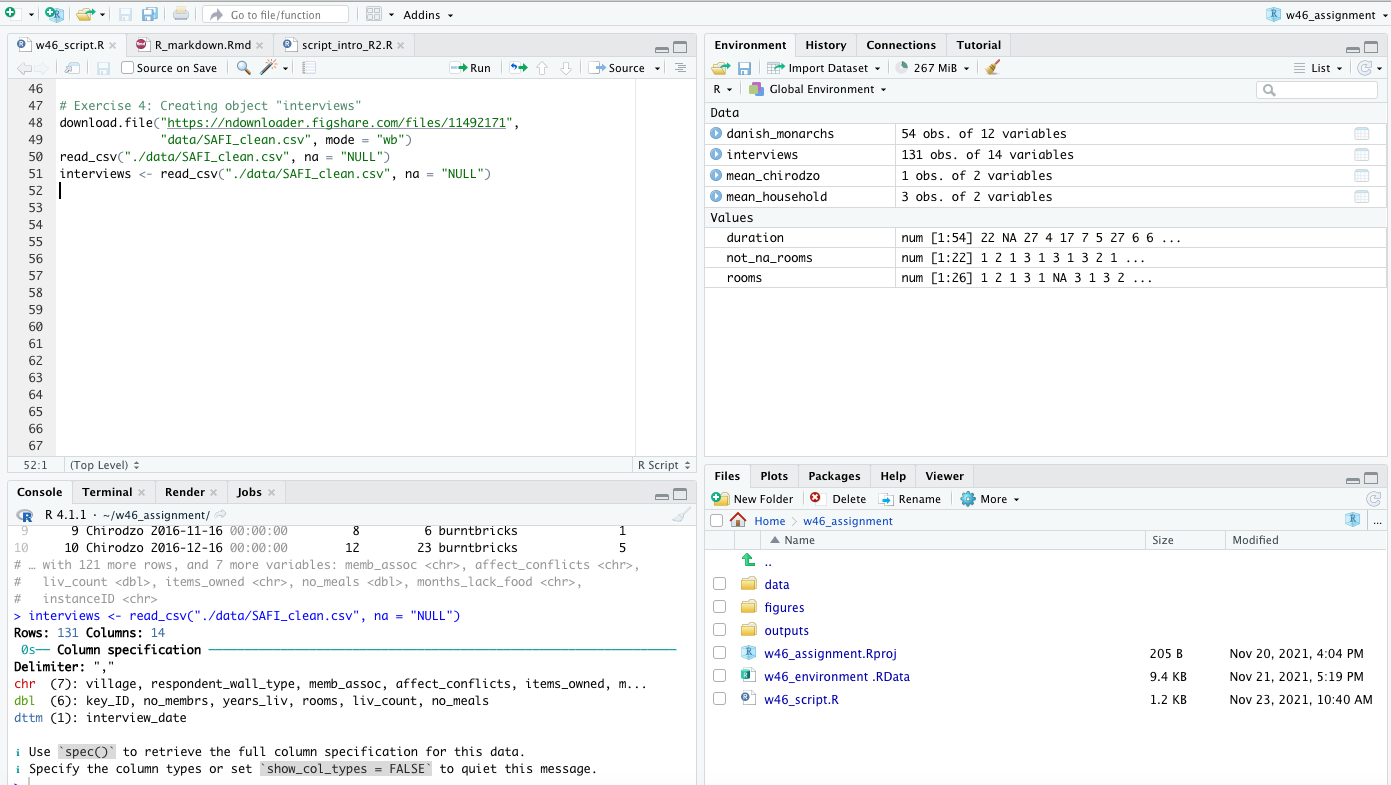 Go to file/function
Addins
w46_assignment
w46_script.R
R_markdown.Rmd
script_intro_R2.R
Source on Save
Run
Source
46
47 # Exercise 4: Creating object "interviews"
48 download.file("https://ndownloader.figshare.com/files/11492171",
49 "data/SAFI_clean.csv", mode = "wb")
50 read_csv("./data/SAFI_clean.csv", na = "NULL")
51 interviews <- read_csv("./data/SAFI_clean.csv", na = "NULL")
52
53
54
55
56
57
58
59
60
61
62
63
64
65
66
67
52:1 (Top Level) R Script
Console Terminal Render Jobs
R 4.1.1 · ~/w46_assignment/
9 9 Chirodzo 2016-11-16 00:00:00 8 6 burntbricks 1
10 10 Chirodzo 2016-12-16 00:00:00 12 23 burntbricks 5
# … with 121 more rows, and 7 more variables: memb_assoc <chr>, affect_conflicts <chr>,
# liv_count <dbl>, items_owned <chr>, no_meals <dbl>, months_lack_food <chr>,
# instanceID <chr>
> interviews <- read_csv("./data/SAFI_clean.csv", na = "NULL")
Rows: 131 Columns: 14
0s── Column specification ────────────────────────────────
Delimiter: ","
chr (7): village, respondent_wall_type, memb_assoc, affect_conflicts, items_owned, m...
dbl (6): key_ID, no_membrs, years_liv, rooms, liv_count, no_meals
dttm (1): interview_date
ℹ Use `spec()` to retrieve the full column specification for this data.
ℹ Specify the column types or set `show_col_types = FALSE` to quiet this message.
>
Environment History Connections Tutorial
Import Dataset 267 MiB List
R Global Environment
Data
danish_monarchs 54 obs. of 12 variables
interviews 131 obs. of 14 variables
mean_chirodzo 1 obs. of 2 variables
mean_household 3 obs. of 2 variables
Values
duration num [1:54] 22 NA 27 4 17 7 5 27 6 6 ...
not_na_rooms num [1:22] 1 2 1 3 1 3 1 3 2 1 ...
rooms num [1:26] 1 2 1 3 1 NA 3 1 3 2 ...
Files Plots Packages Help Viewer
New Folder Delete Rename More
Home w46_assignment ...
Name Size Modified
..
data
figures
outputs
w46_assignment.Rproj 205 B Nov 20, 2021, 4:04 PM
w46_environment .RData 9.4 KB Nov 21, 2021, 5:19 PM
w46_script.R 1.2 KB Nov 23, 2021, 10:40 AM